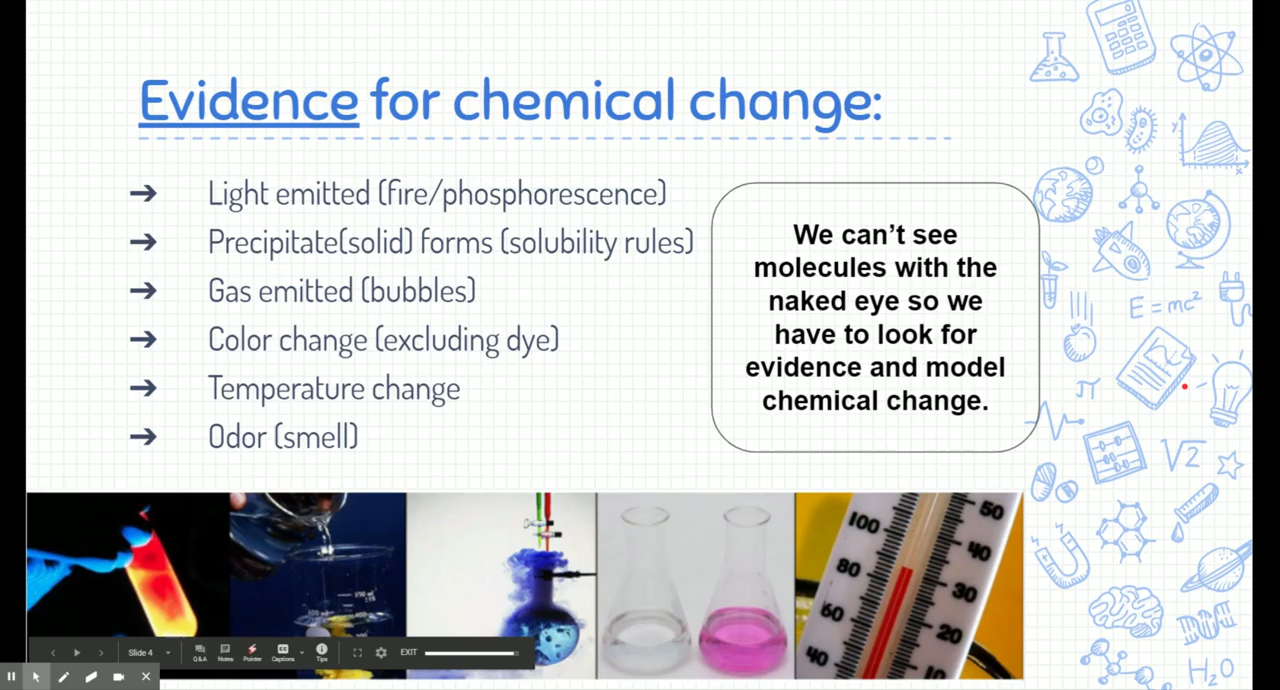 Evidence for chemical change:
➔ Light emitted (fire/phosphorescence)
➔ Precipitate(solid) forms (solubility rules)
➔ Gas emitted (bubbles)
➔ Color change (excluding dye)
➔ Temperature change
➔ Odor (smell)
We can’t see
molecules with the
naked eye so we
have to look for
evidence and model
chemical change.
y
x
E = mc²
π
√2
H₂O
100
80
60
40
50
40
30
20
10
Slide 4
Q&A
Notes
Pointer
Captions
Tips
EXIT